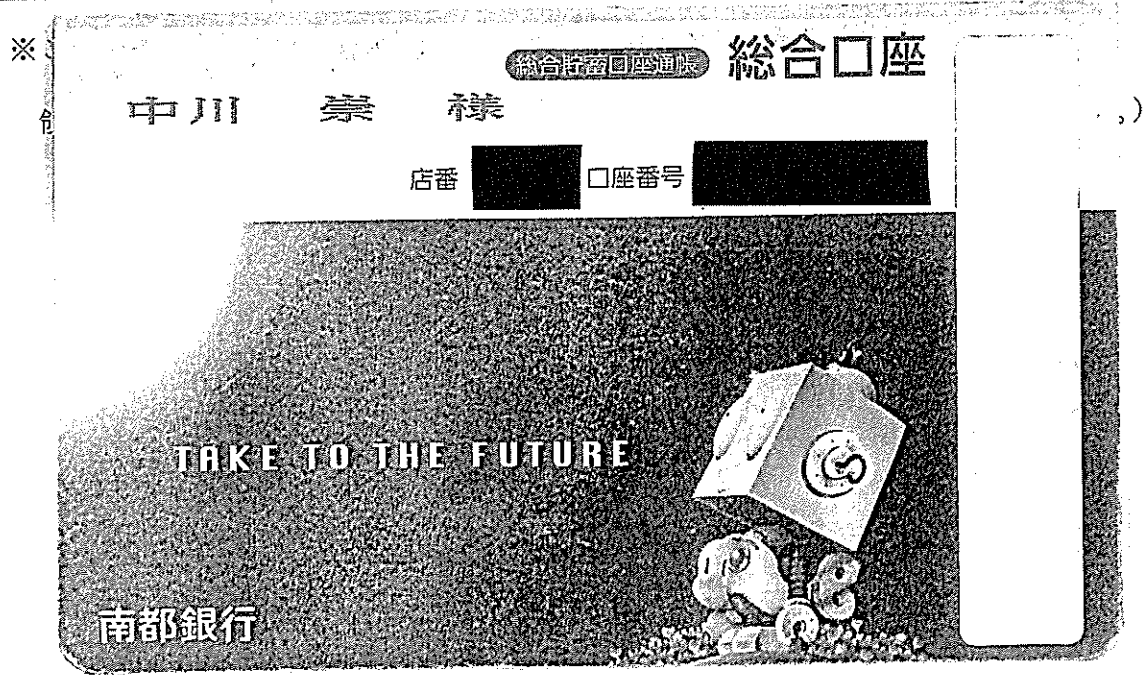 ※
総合貯蓄口座通帳 総合口座
中川 崇 様
領
。)
店番 口座番号
TAKE TO THE FUTURE
南都銀行